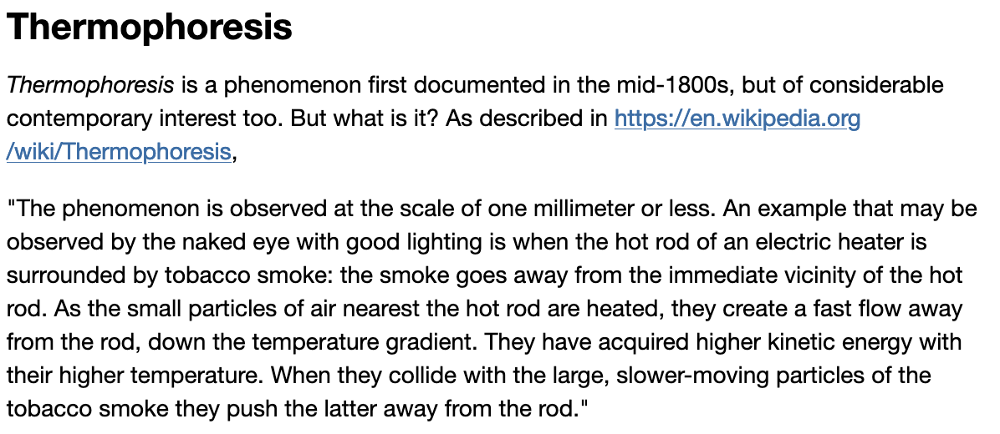 Thermophoresis
Thermophoresis is a phenomenon first documented in the mid-1800s, but of considerable
contemporary interest too. But what is it? As described in https://en.wikipedia.org
/wiki/Thermophoresis,
"The phenomenon is observed at the scale of one millimeter or less. An example that may be
observed by the naked eye with good lighting is when the hot rod of an electric heater is
surrounded by tobacco smoke: the smoke goes away from the immediate vicinity of the hot
rod. As the small particles of air nearest the hot rod are heated, they create a fast flow away
from the rod, down the temperature gradient. They have acquired higher kinetic energy with
their higher temperature. When they collide with the large, slower-moving particles of the
tobacco smoke they push the latter away from the rod."